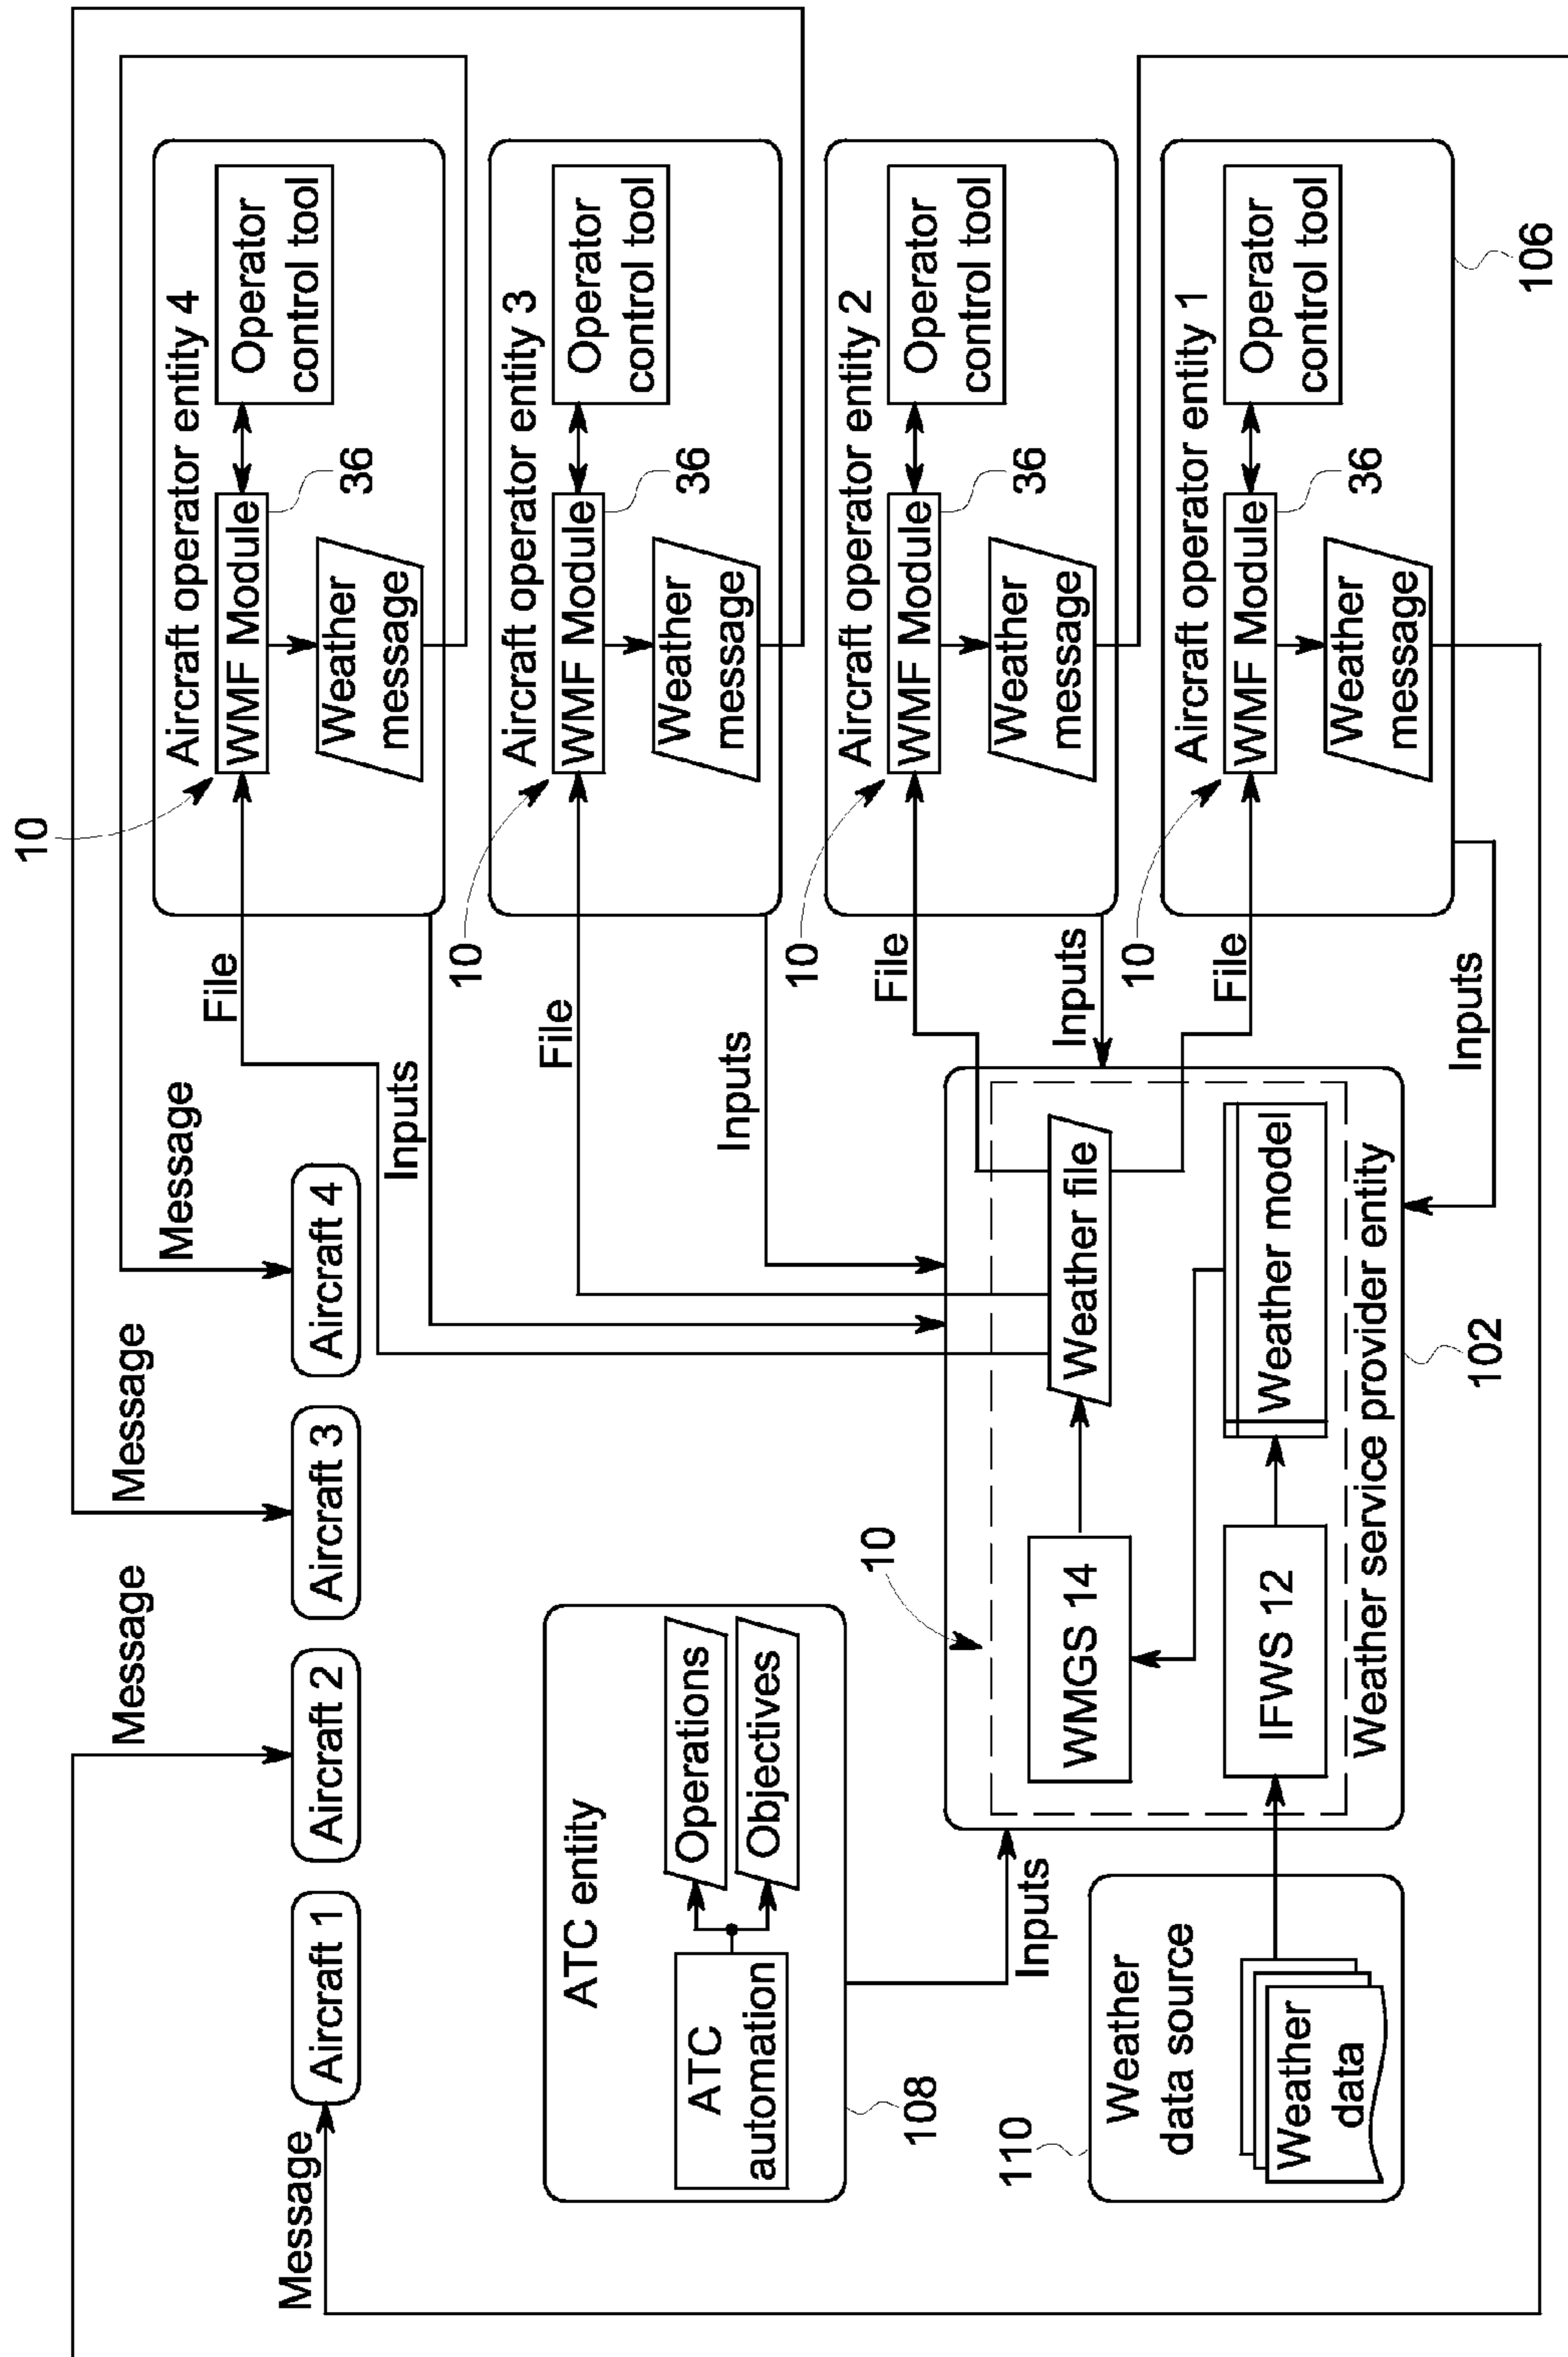 Message
Aircraft 1
Message
Aircraft 2
Message
Aircraft 3
Message
Aircraft 4
ATC entity
ATC
automation
Operations
Objectives
108
Inputs
110
Weather
data source
Weather
data
10
WMGS 14
Weather file
IFWS 12
Weather model
Weather service provider entity
102
Inputs
Inputs
Inputs
Inputs
File
File
File
File
10
Aircraft operator entity 4
WMF Module
Operator
control tool
36
Weather
message
10
Aircraft operator entity 3
WMF Module
Operator
control tool
36
Weather
message
10
Aircraft operator entity 2
WMF Module
Operator
control tool
36
Weather
message
10
Aircraft operator entity 1
WMF Module
Operator
control tool
36
Weather
message
106